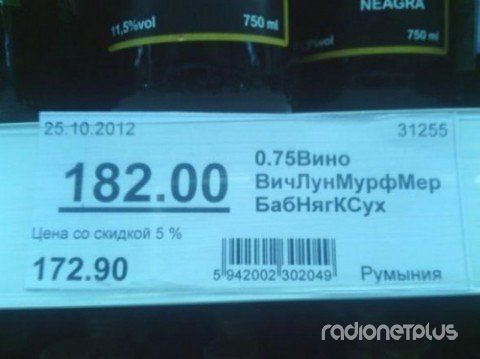 NEAGRA
11,5%vol 750 ml
%vol 750 ml
25.10.2012 31255
182.00
0.75Вино
ВичЛунМурфМер
БабНягКСух
Цена со скидкой 5 %
172.90
5 942002 302049
Румыния
radionetplus